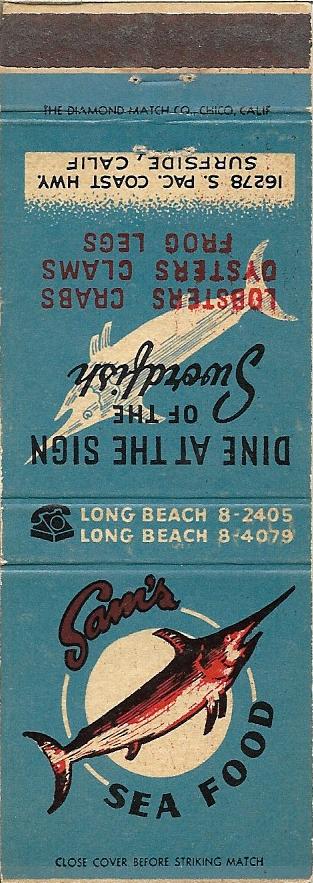 THE DIAMOND MATCH CO., CHICO, CALIF
DINE AT THE SIGN
OF THE
Swordfish
LOBSTERS CRABS
OYSTERS CLAMS
FROG LEGS
16278 S. PAC. COAST HWY.
SURFSIDE, CALIF
LONG BEACH 8-2405
LONG BEACH 8-4079
Sam's
SEA FOOD
CLOSE COVER BEFORE STRIKING MATCH